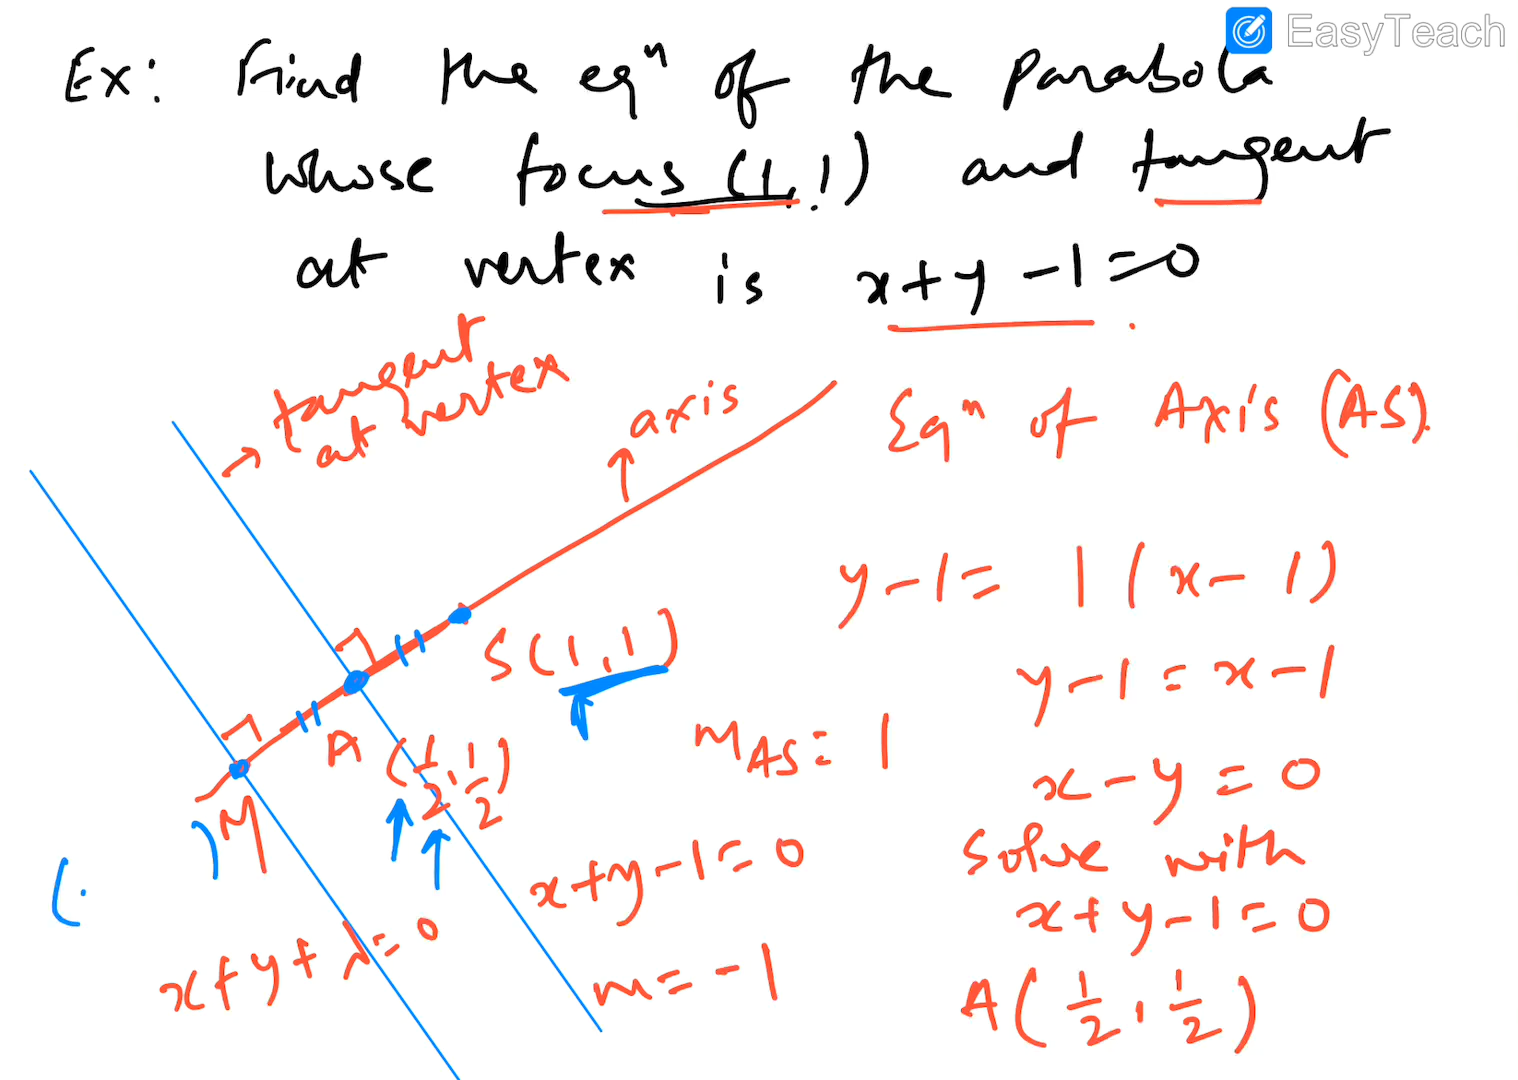 EasyTeach
Ex: Find the eqⁿ of the parabola
whose focus (1,1) and tangent
at vertex is x+y-1=0
tangent
at vertex
axis
Eqⁿ of Axis (AS).
y-1= 1(x-1)
S(1,1)
y-1=x-1
m_AS = 1
A (1/2, 1/2)
x-y=0
M
Solve with
x+y-1=0
x+y-1=0
x+y+λ=0
m=-1
A(1/2, 1/2)